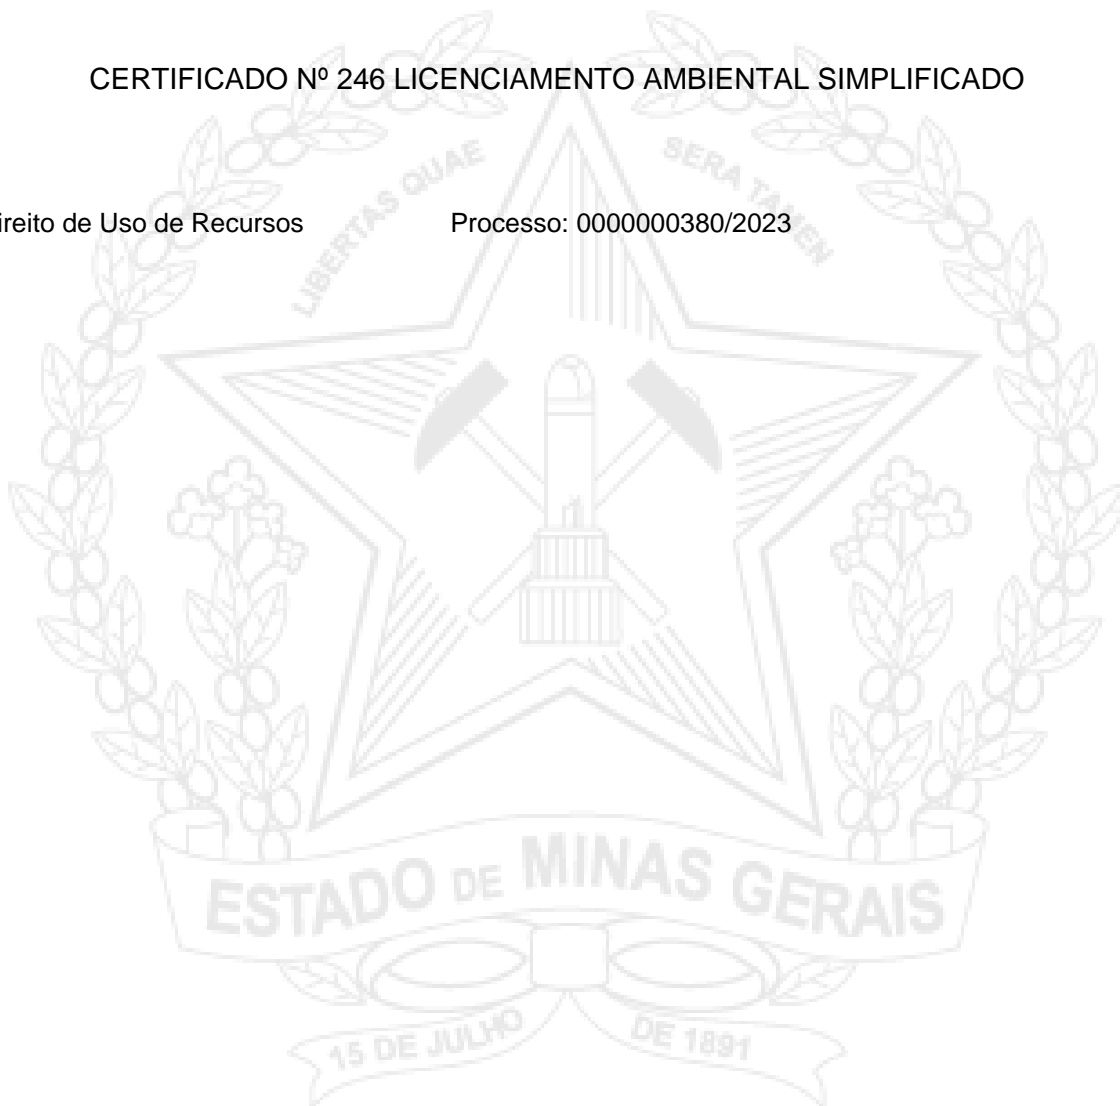 CERTIFICADO Nº 246 LICENCIAMENTO AMBIENTAL SIMPLIFICADO
LIBERTAS QUAE SERA TAMEN
ireito de Uso de Recursos Processo: 0000000380/2023
ESTADO DE MINAS GERAIS
15 DE JULHO DE 1891